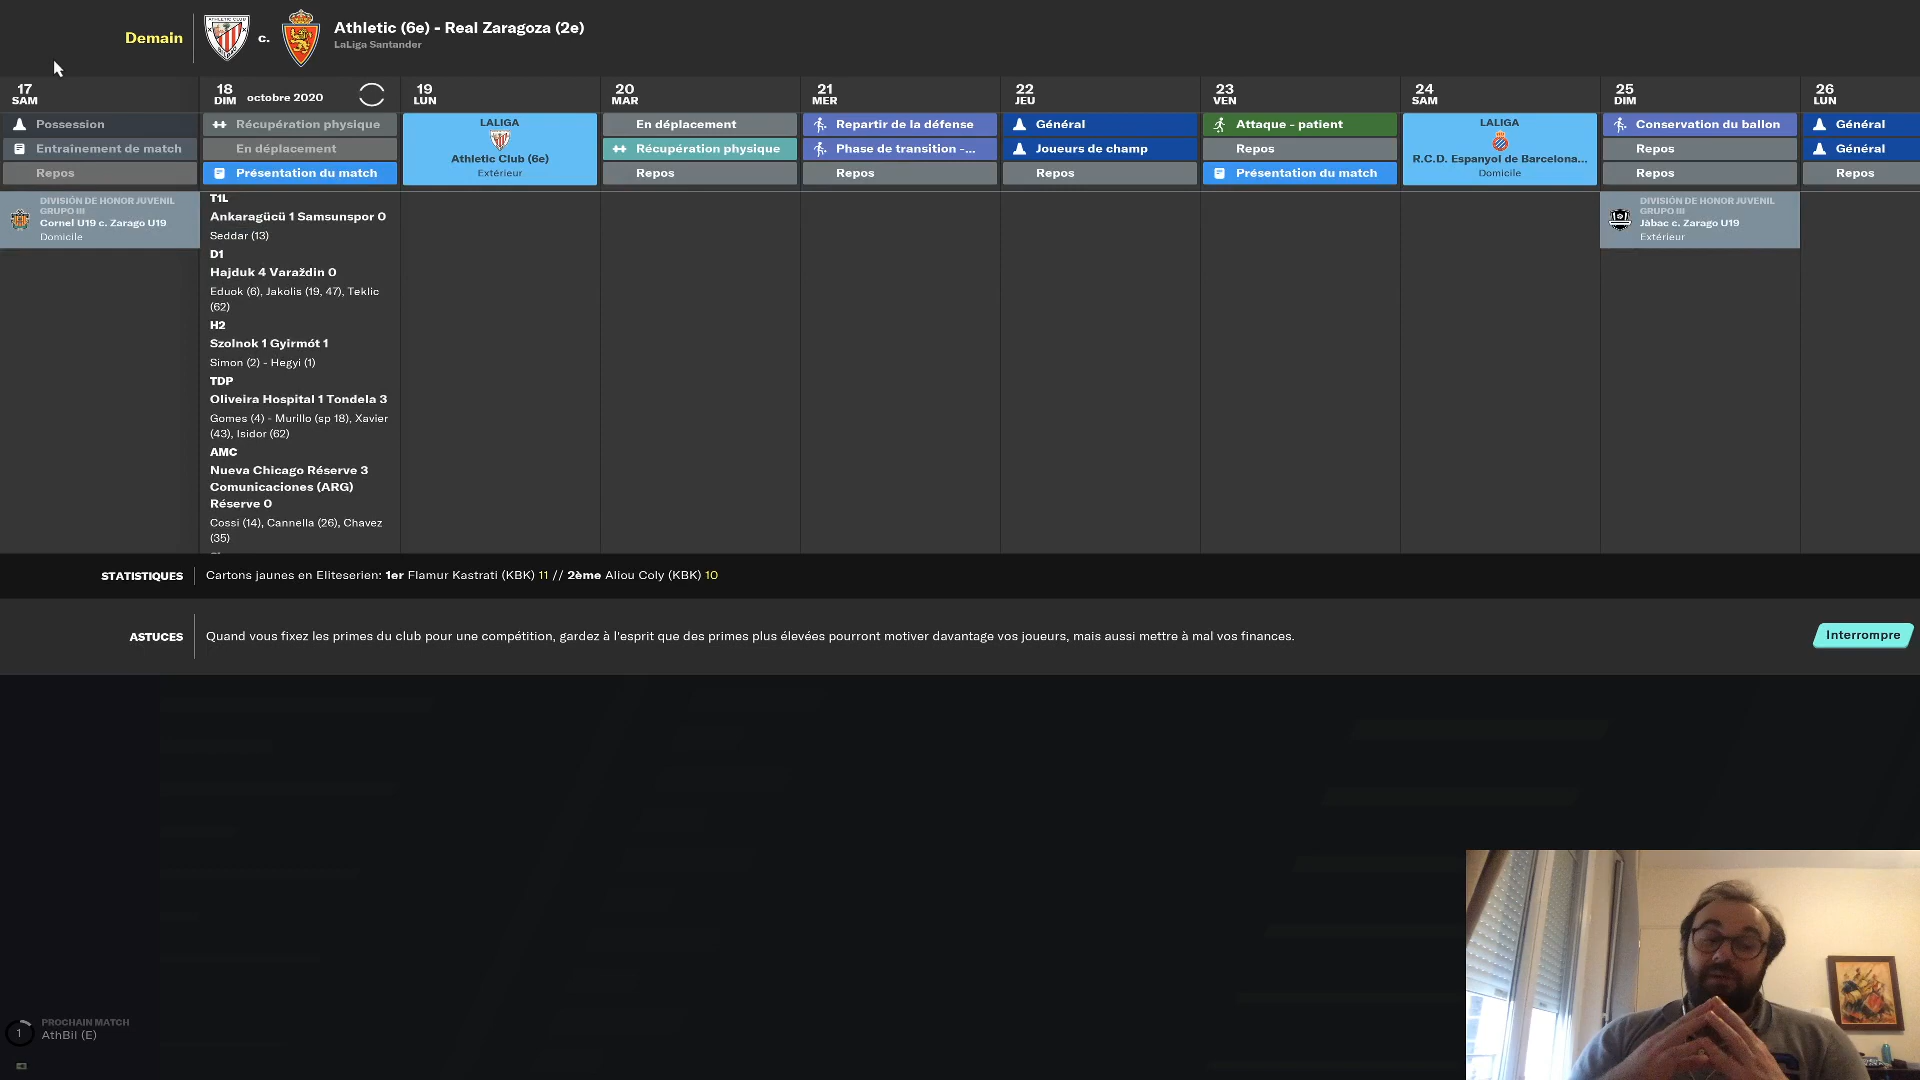 Demain
c.
Athletic (6e) - Real Zaragoza (2e)
LaLiga Santander
17
SAM
Possession
Entrainement de match
Repos
DIVISIÓN DE HONOR JUVENIL
GRUPO III
Cornel U19 c. Zarago U19
Domicile
18
DIM
octobre 2020
Récupération physique
En déplacement
Présentation du match
T1L
Ankaragücü 1 Samsunspor 0
Seddar (13)
D1
Hajduk 4 Varaždin 0
Eduok (6), Jakolis (19, 47), Teklic
(62)
H2
Szolnok 1 Gyirmót 1
Simon (2) - Hegyi (1)
TDP
Oliveira Hospital 1 Tondela 3
Gomes (4) - Murillo (sp 18), Xavier
(43), Isidor (62)
AMC
Nueva Chicago Réserve 3
Comunicaciones (ARG)
Réserve 0
Cossi (14), Cannella (26), Chavez
(35)
19
LUN
LALIGA
Athletic Club (6e)
Extérieur
20
MAR
En déplacement
Récupération physique
Repos
21
MER
Repartir de la défense
Phase de transition -...
Repos
22
JEU
Général
Joueurs de champ
Repos
23
VEN
Attaque - patient
Repos
Présentation du match
24
SAM
LALIGA
R.C.D. Espanyol de Barcelona...
Domicile
25
DIM
Conservation du ballon
Repos
Repos
DIVISIÓN DE HONOR JUVENIL
GRUPO III
Jàbac c. Zarago U19
Extérieur
26
LUN
Général
Général
Repos
STATISTIQUES
Cartons jaunes en Eliteserien: 1er Flamur Kastrati (KBK) 11 // 2ème Aliou Coly (KBK) 10
ASTUCES
Quand vous fixez les primes du club pour une compétition, gardez à l'esprit que des primes plus élevées pourront motiver davantage vos joueurs, mais aussi mettre à mal vos finances.
Interrompre
1
PROCHAIN MATCH
AthBil (E)